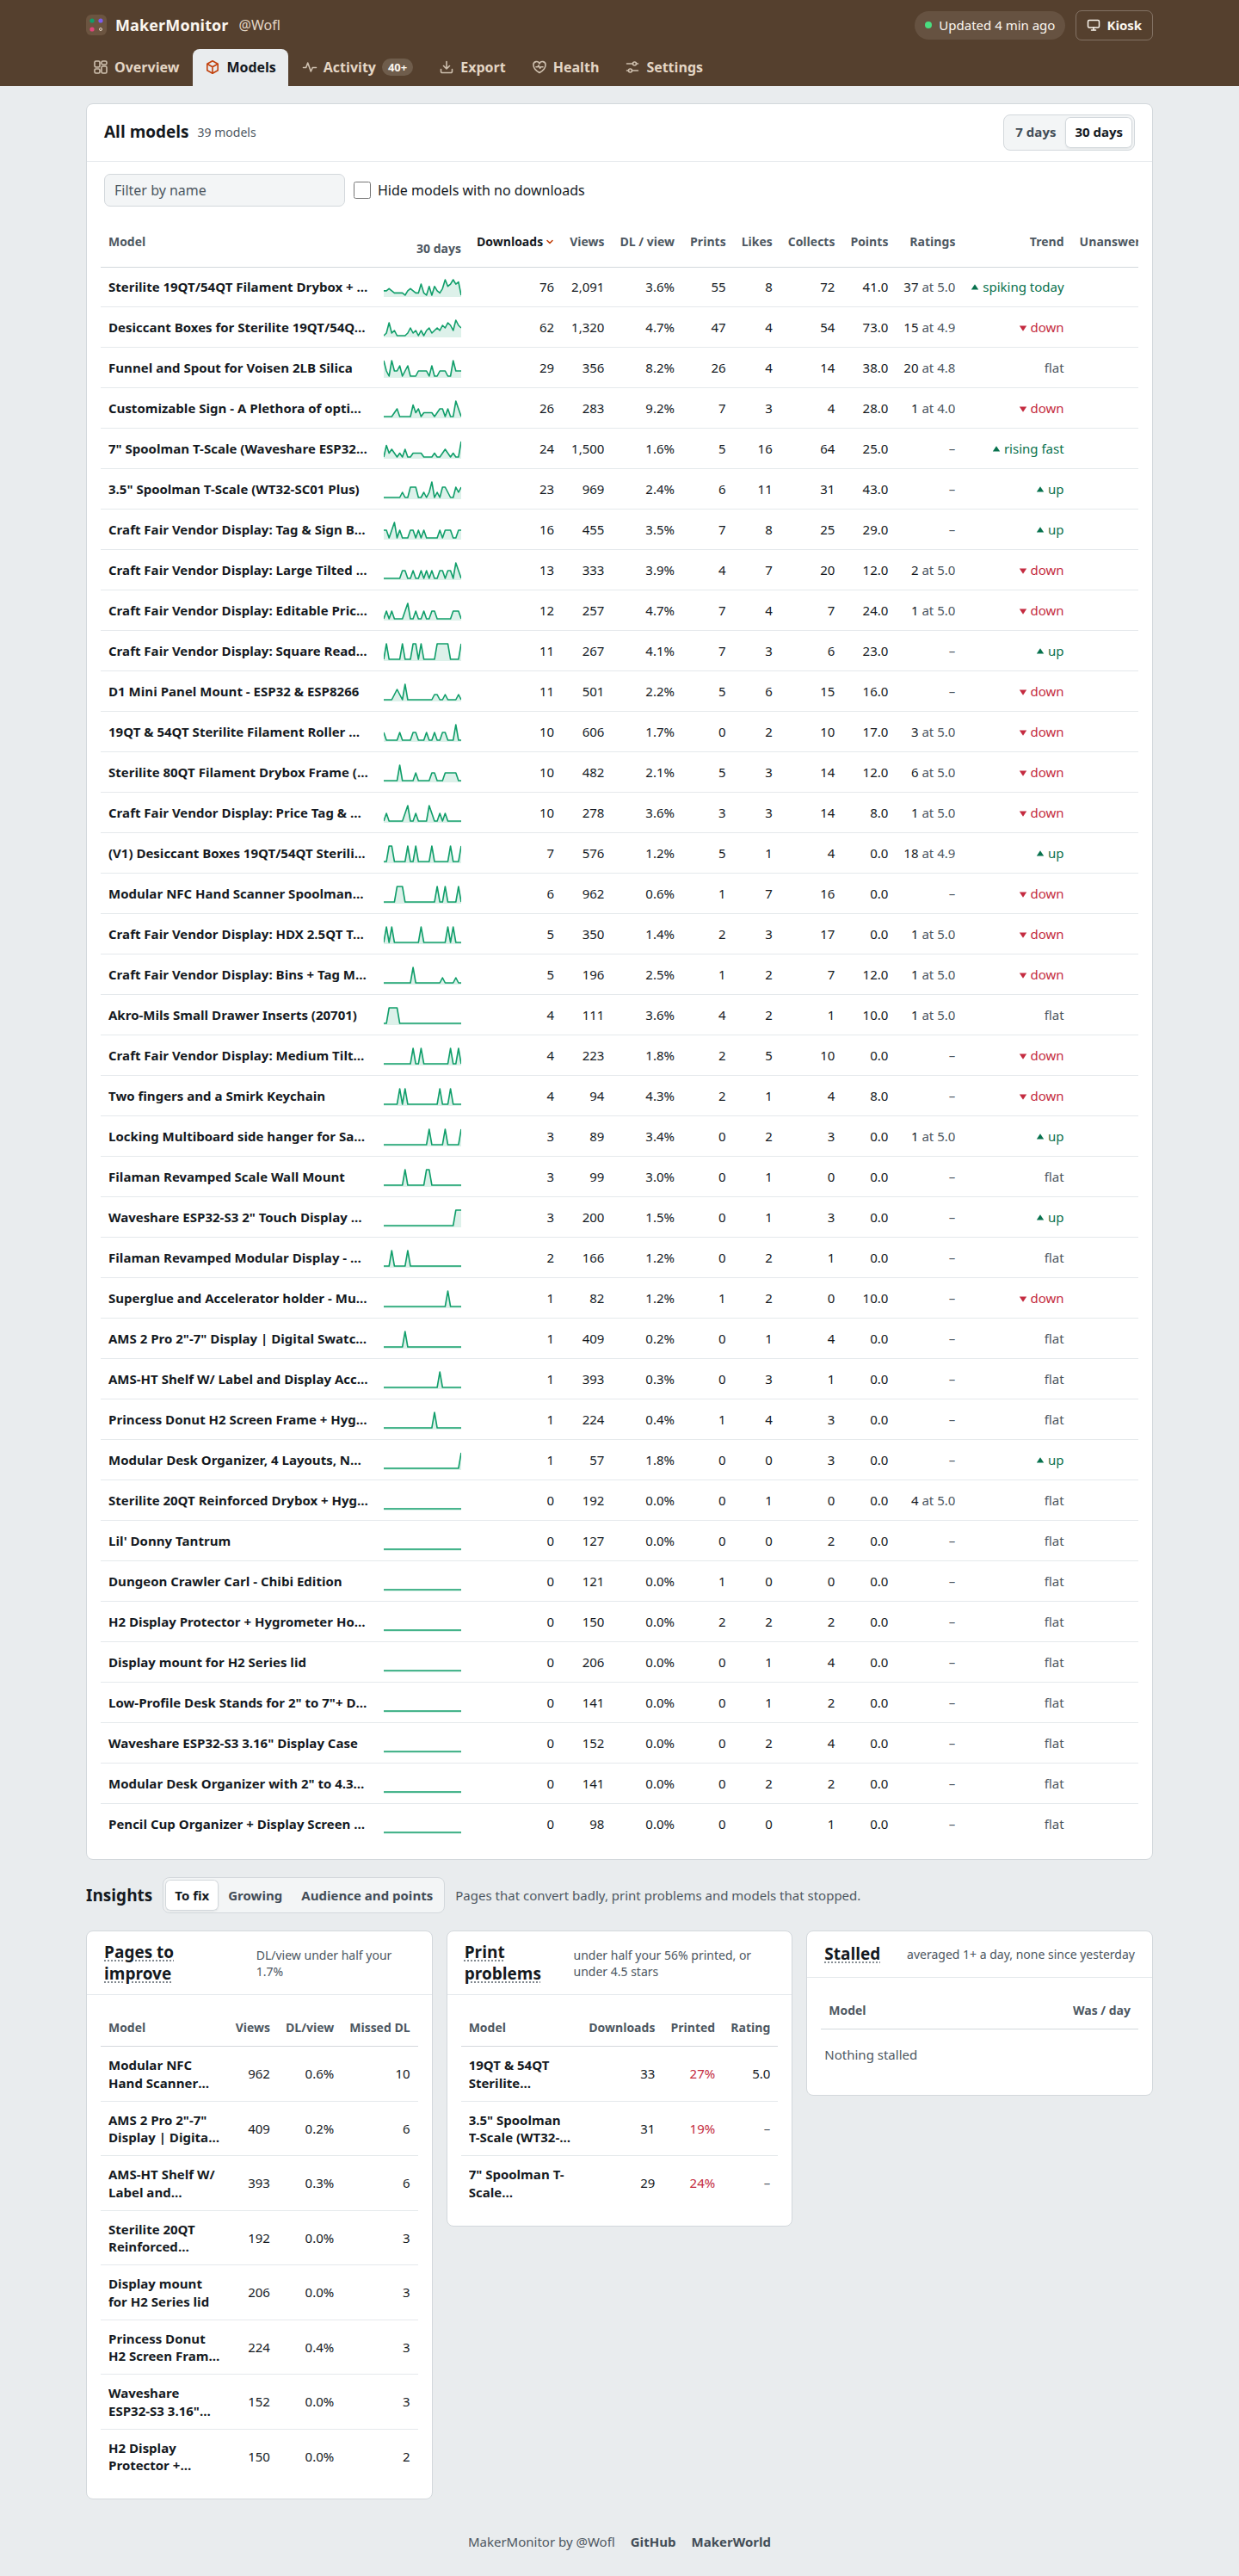 MakerMonitor @Wofl Updated 4 min ago Kiosk
Overview Models Activity 40+ Export Health Settings
All models 39 models 7 days 30 days
Filter by name Hide models with no downloads
Model 30 days Downloads Views DL / view Prints Likes Collects Points Ratings Trend Unanswer
Sterilite 19QT/54QT Filament Drybox + ... 76 2,091 3.6% 55 8 72 41.0 37 at 5.0 spiking today
Desiccant Boxes for Sterilite 19QT/54Q... 62 1,320 4.7% 47 4 54 73.0 15 at 4.9 down
Funnel and Spout for Voisen 2LB Silica 29 356 8.2% 26 4 14 38.0 20 at 4.8 flat
Customizable Sign - A Plethora of opti... 26 283 9.2% 7 3 4 28.0 1 at 4.0 down
7" Spoolman T-Scale (Waveshare ESP32... 24 1,500 1.6% 5 16 64 25.0 – rising fast
3.5" Spoolman T-Scale (WT32-SC01 Plus) 23 969 2.4% 6 11 31 43.0 – up
Craft Fair Vendor Display: Tag & Sign B... 16 455 3.5% 7 8 25 29.0 – up
Craft Fair Vendor Display: Large Tilted ... 13 333 3.9% 4 7 20 12.0 2 at 5.0 down
Craft Fair Vendor Display: Editable Pric... 12 257 4.7% 7 4 7 24.0 1 at 5.0 down
Craft Fair Vendor Display: Square Read... 11 267 4.1% 7 3 6 23.0 – up
D1 Mini Panel Mount - ESP32 & ESP8266 11 501 2.2% 5 6 15 16.0 – down
19QT & 54QT Sterilite Filament Roller ... 10 606 1.7% 0 2 10 17.0 3 at 5.0 down
Sterilite 80QT Filament Drybox Frame (... 10 482 2.1% 5 3 14 12.0 6 at 5.0 down
Craft Fair Vendor Display: Price Tag & ... 10 278 3.6% 3 3 14 8.0 1 at 5.0 down
(V1) Desiccant Boxes 19QT/54QT Sterili... 7 576 1.2% 5 1 4 0.0 18 at 4.9 up
Modular NFC Hand Scanner Spoolman... 6 962 0.6% 1 7 16 0.0 – down
Craft Fair Vendor Display: HDX 2.5QT T... 5 350 1.4% 2 3 17 0.0 1 at 5.0 down
Craft Fair Vendor Display: Bins + Tag M... 5 196 2.5% 1 2 7 12.0 1 at 5.0 down
Akro-Mils Small Drawer Inserts (20701) 4 111 3.6% 4 2 1 10.0 1 at 5.0 flat
Craft Fair Vendor Display: Medium Tilt... 4 223 1.8% 2 5 10 0.0 – down
Two fingers and a Smirk Keychain 4 94 4.3% 2 1 4 8.0 – down
Locking Multiboard side hanger for Sa... 3 89 3.4% 0 2 3 0.0 1 at 5.0 up
Filaman Revamped Scale Wall Mount 3 99 3.0% 0 1 0 0.0 – flat
Waveshare ESP32-S3 2" Touch Display ... 3 200 1.5% 0 1 3 0.0 – up
Filaman Revamped Modular Display - ... 2 166 1.2% 0 2 1 0.0 – flat
Superglue and Accelerator holder - Mu... 1 82 1.2% 1 2 0 10.0 – down
AMS 2 Pro 2"-7" Display | Digital Swatc... 1 409 0.2% 0 1 4 0.0 – flat
AMS-HT Shelf W/ Label and Display Acc... 1 393 0.3% 0 3 1 0.0 – flat
Princess Donut H2 Screen Frame + Hyg... 1 224 0.4% 1 4 3 0.0 – flat
Modular Desk Organizer, 4 Layouts, N... 1 57 1.8% 0 0 3 0.0 – up
Sterilite 20QT Reinforced Drybox + Hyg... 0 192 0.0% 0 1 0 0.0 4 at 5.0 flat
Lil' Donny Tantrum 0 127 0.0% 0 0 2 0.0 – flat
Dungeon Crawler Carl - Chibi Edition 0 121 0.0% 1 0 0 0.0 – flat
H2 Display Protector + Hygrometer Ho... 0 150 0.0% 2 2 2 0.0 – flat
Display mount for H2 Series lid 0 206 0.0% 0 1 4 0.0 – flat
Low-Profile Desk Stands for 2" to 7"+ D... 0 141 0.0% 0 1 2 0.0 – flat
Waveshare ESP32-S3 3.16" Display Case 0 152 0.0% 0 2 4 0.0 – flat
Modular Desk Organizer with 2" to 4.3... 0 141 0.0% 0 2 2 0.0 – flat
Pencil Cup Organizer + Display Screen ... 0 98 0.0% 0 0 1 0.0 – flat
Insights To fix Growing Audience and points Pages that convert badly, print problems and models that stopped.
Pages to improve
DL/view under half your 1.7%
Model Views DL/view Missed DL
Modular NFC Hand Scanner... 962 0.6% 10
AMS 2 Pro 2"-7" Display | Digita... 409 0.2% 6
AMS-HT Shelf W/ Label and... 393 0.3% 6
Sterilite 20QT Reinforced... 192 0.0% 3
Display mount for H2 Series lid 206 0.0% 3
Princess Donut H2 Screen Fram... 224 0.4% 3
Waveshare ESP32-S3 3.16"... 152 0.0% 3
H2 Display Protector +... 150 0.0% 2
Print problems
under half your 56% printed, or under 4.5 stars
Model Downloads Printed Rating
19QT & 54QT Sterilite... 33 27% 5.0
3.5" Spoolman T-Scale (WT32-... 31 19% –
7" Spoolman T-Scale... 29 24% –
Stalled
averaged 1+ a day, none since yesterday
Model Was / day
Nothing stalled
MakerMonitor by @Wofl GitHub MakerWorld